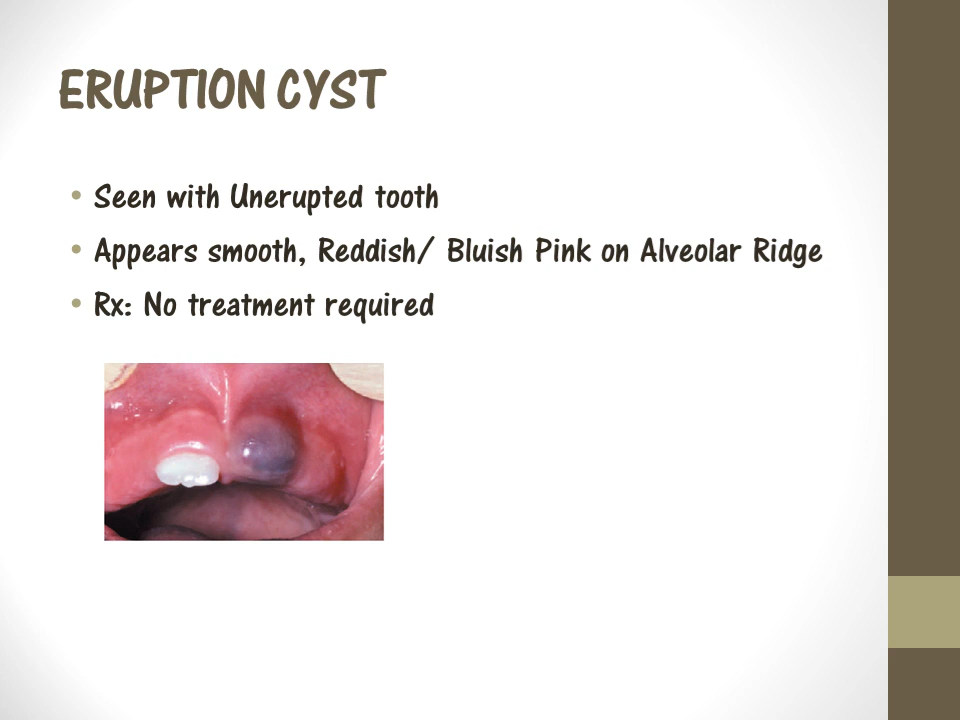 ERUPTION CYST
• Seen with Unerupted tooth
• Appears smooth, Reddish/ Bluish Pink on Alveolar Ridge
• Rx: No treatment required